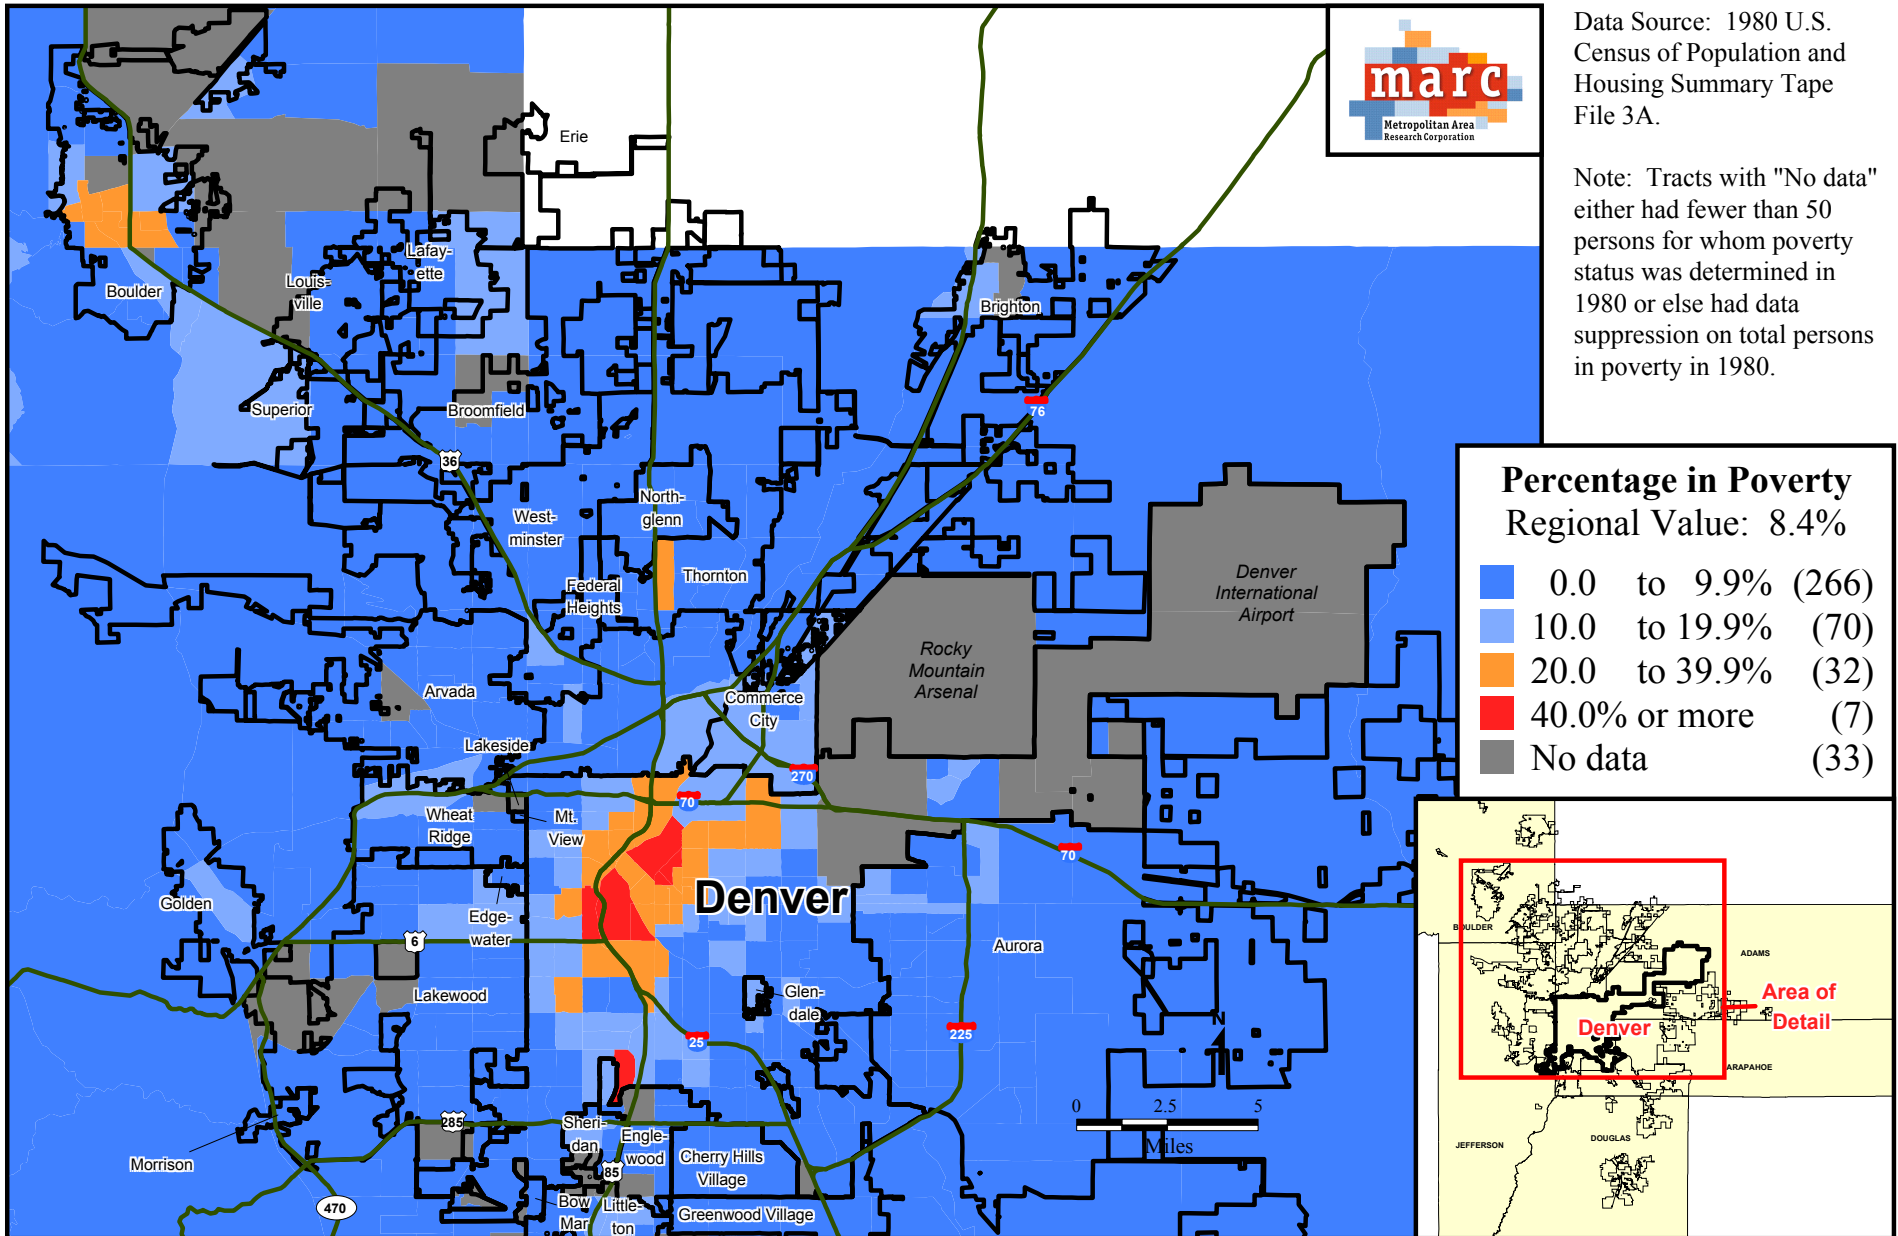 marc
Metropolitan Area
Research Corporation
Data Source:  1980 U.S.
Census of Population and
Housing Summary Tape
File 3A.
Note:  Tracts with "No data"
either had fewer than 50
persons for whom poverty
status was determined in
1980 or else had data
suppression on total persons
in poverty in 1980.
Percentage in Poverty
Regional Value:  8.4%
0.0 to 9.9% (266)
10.0 to 19.9% (70)
20.0 to 39.9% (32)
40.0% or more (7)
No data (33)
Erie
Boulder
Louis-
ville
Lafay-
ette
Brighton
Superior
Broomfield
76
36
West-
minster
North-
glenn
Thornton
Federal
Heights
Denver
International
Airport
Rocky
Mountain
Arsenal
Arvada
Commerce
City
Lakeside
270
70
Wheat
Ridge
Mt.
View
70
Denver
Golden
Edge-
water
6
Aurora
Lakewood
Glen-
dale
25
225
N
0 2.5 5
Miles
285
Sheri-
dan
Engle-
wood
Cherry Hills
Village
Morrison
85
470
Bow
Mar
Little-
ton
Greenwood Village
BOULDER
ADAMS
Area of
Detail
Denver
ARAPAHOE
JEFFERSON
DOUGLAS